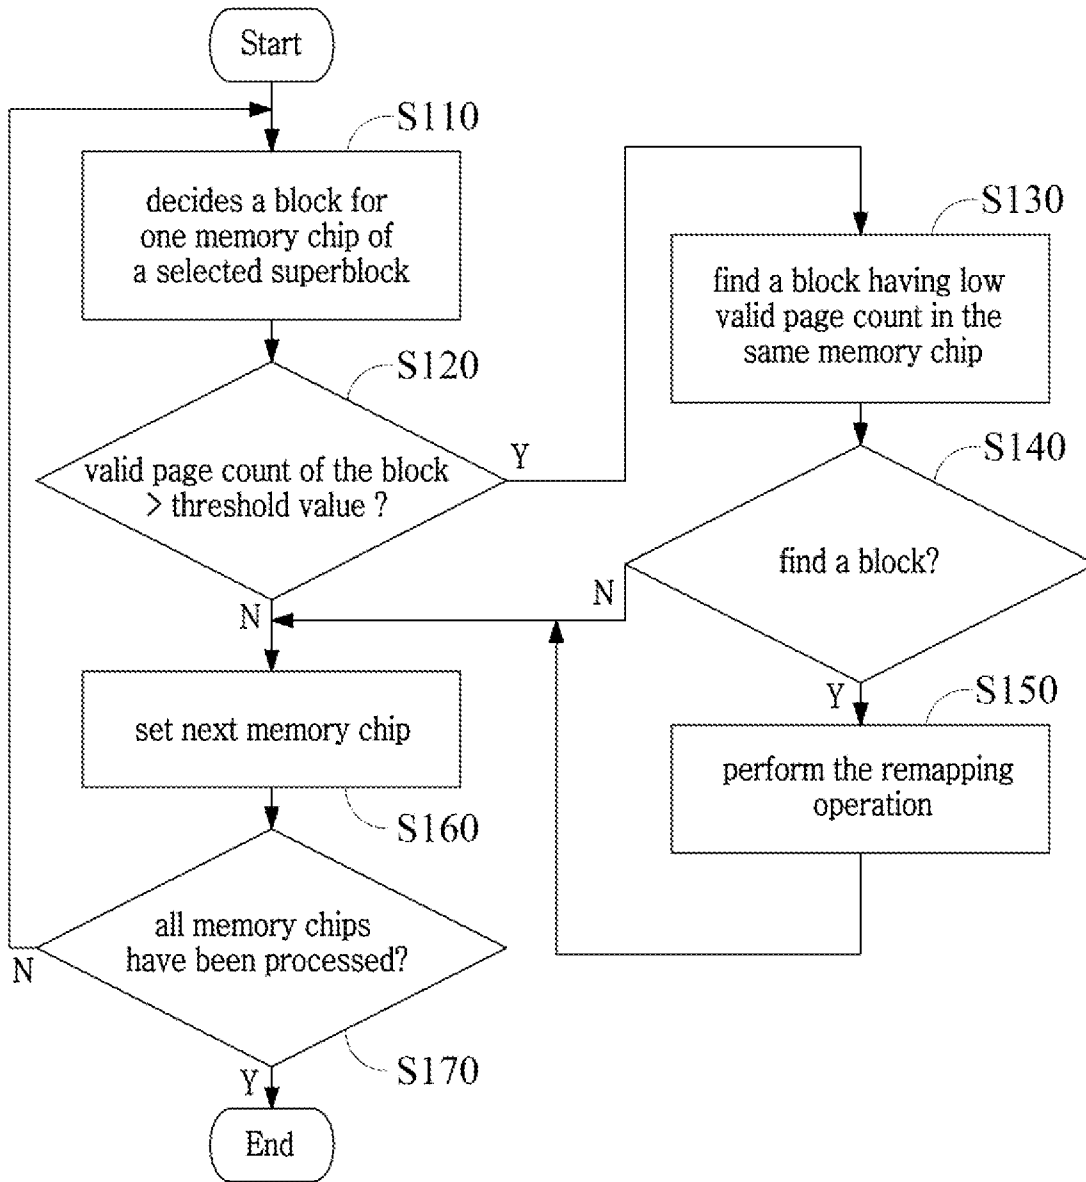 Start
S110
decides a block for
one memory chip of
a selected superblock
S120
valid page count of the block
> threshold value ?
Y
N
S130
find a block having low
valid page count in the
same memory chip
S140
find a block?
N
Y
S150
perform the remapping
operation
set next memory chip
S160
all memory chips
have been processed?
N
S170
Y
End